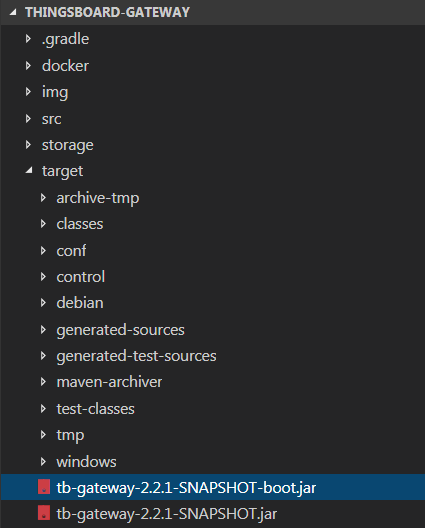 THINGSBOARD-GATEWAY
.gradle
docker
img
src
storage
target
archive-tmp
classes
conf
control
debian
generated-sources
generated-test-sources
maven-archiver
test-classes
tmp
windows
tb-gateway-2.2.1-SNAPSHOT-boot.jar
tb-gateway-2.2.1-SNAPSHOT.jar